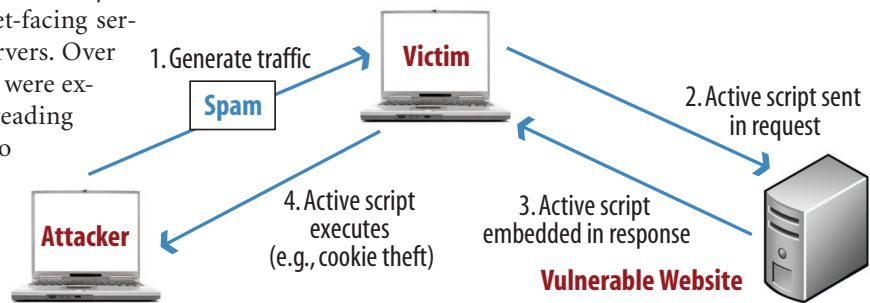 et-facing ser-
rvers. Over
were ex-
reading
o
1. Generate traffic
Spam
Victim
2. Active script sent
in request
Attacker
4. Active script
executes
(e.g., cookie theft)
3. Active script
embedded in response
Vulnerable Website